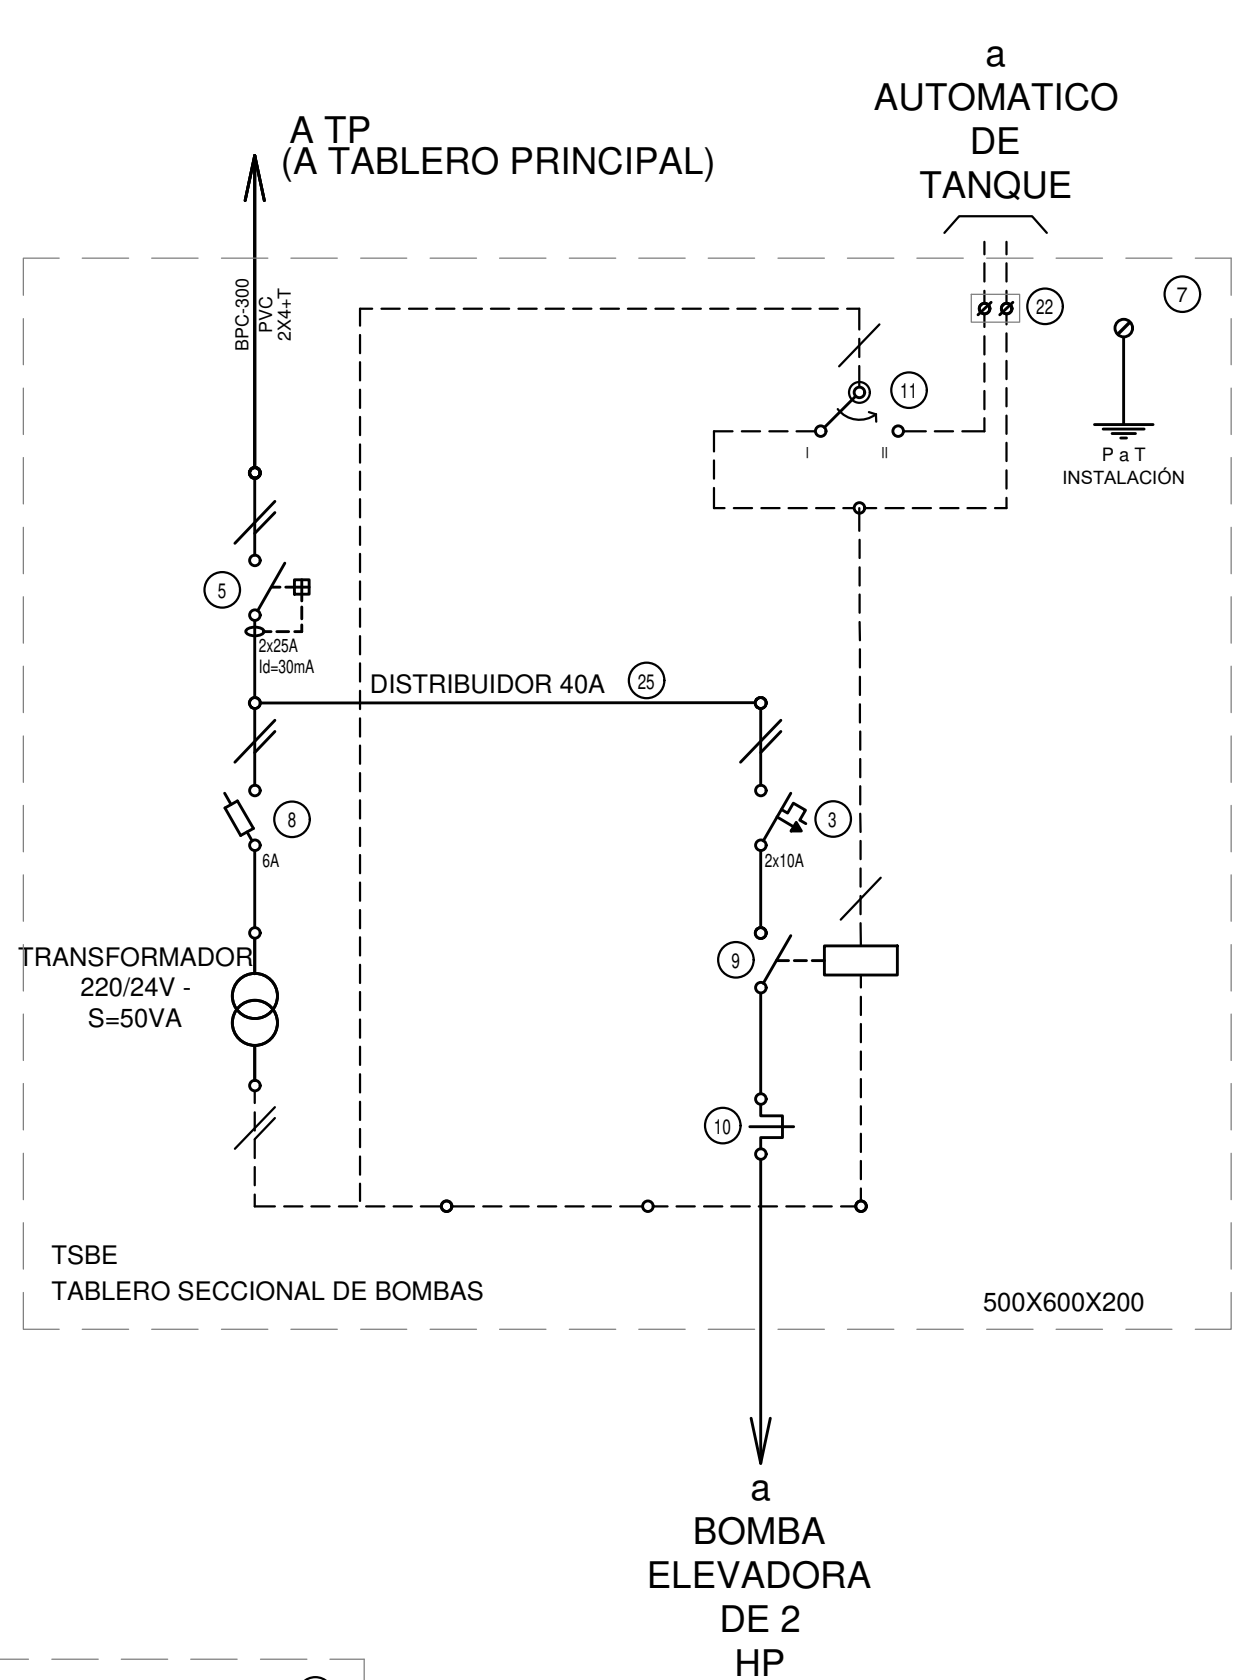 a
AUTOMATICO
DE
TANQUE
A TP
(A TABLERO PRINCIPAL)
BPC-300
PVC
2X4+T
22
7
11
I
II
P a T
INSTALACIÓN
5
2x25A
Id=30mA
DISTRIBUIDOR 40A
25
8
6A
3
2x10A
TRANSFORMADOR
220/24V -
S=50VA
9
10
TSBE
TABLERO SECCIONAL DE BOMBAS
500X600X200
a
BOMBA
ELEVADORA
DE 2
HP